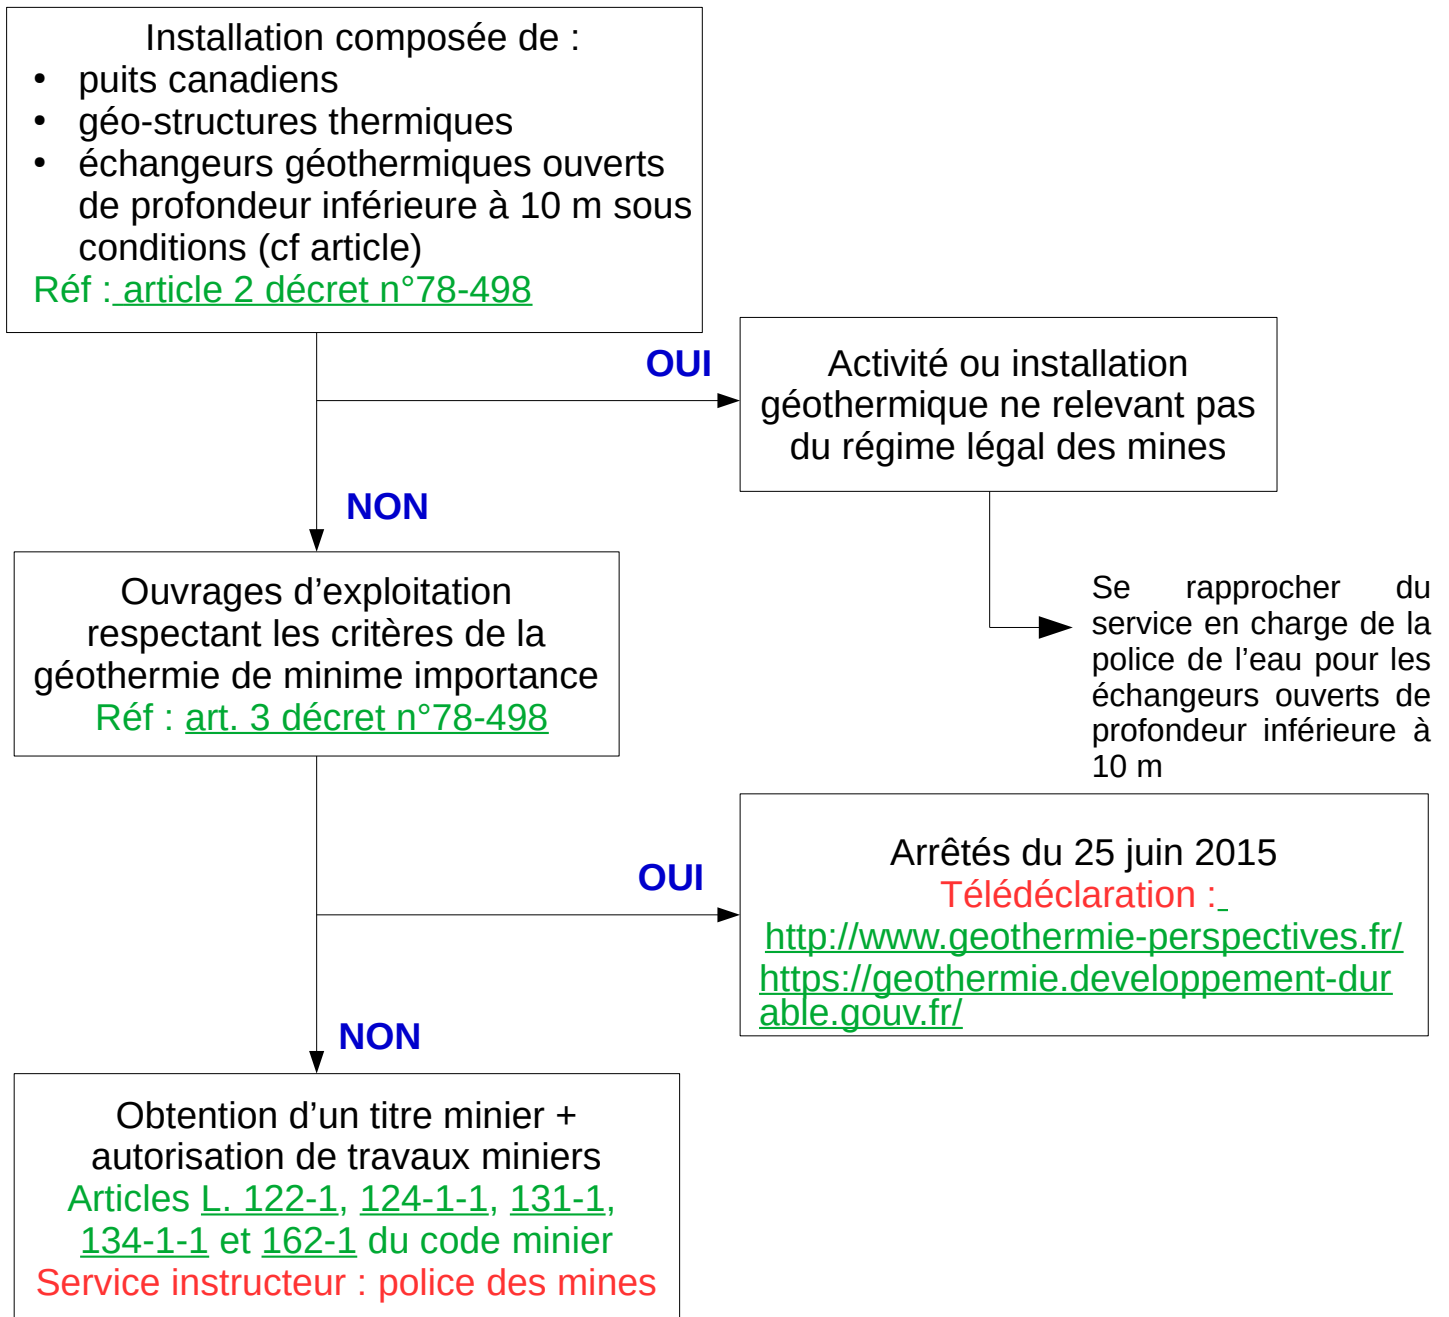 Installation composée de :
• puits canadiens
• géo-structures thermiques
• échangeurs géothermiques ouverts
de profondeur inférieure à 10 m sous
conditions (cf article)
Réf : article 2 décret n°78-498
OUI
Activité ou installation
géothermique ne relevant pas
du régime légal des mines
NON
Se rapprocher du
service en charge de la
police de l’eau pour les
échangeurs ouverts de
profondeur inférieure à
10 m
Ouvrages d’exploitation
respectant les critères de la
géothermie de minime importance
Réf : art. 3 décret n°78-498
OUI
Arrêtés du 25 juin 2015
Télédéclaration :
http://www.geothermie-perspectives.fr/
https://geothermie.developpement-dur
able.gouv.fr/
NON
Obtention d’un titre minier +
autorisation de travaux miniers
Articles L. 122-1, 124-1-1, 131-1,
134-1-1 et 162-1 du code minier
Service instructeur : police des mines